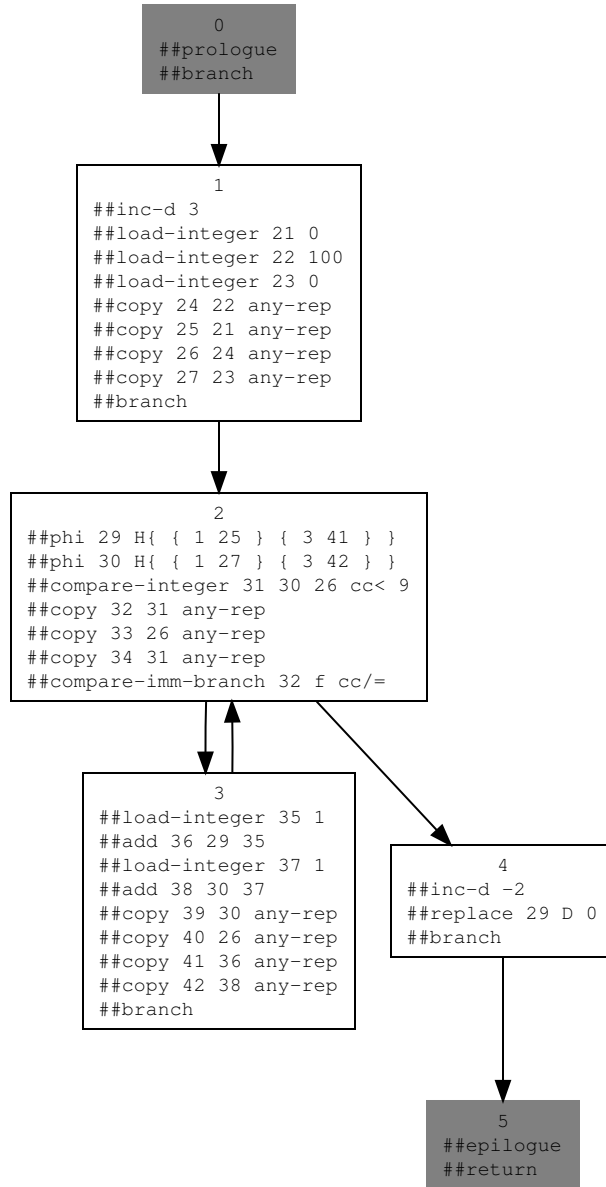 0
##prologue
##branch
1
##inc-d 3
##load-integer 21 0
##load-integer 22 100
##load-integer 23 0
##copy 24 22 any-rep
##copy 25 21 any-rep
##copy 26 24 any-rep
##copy 27 23 any-rep
##branch
2
##phi 29 H{ { 1 25 } { 3 41 } }
##phi 30 H{ { 1 27 } { 3 42 } }
##compare-integer 31 30 26 cc< 9
##copy 32 31 any-rep
##copy 33 26 any-rep
##copy 34 31 any-rep
##compare-imm-branch 32 f cc/=
3
##load-integer 35 1
##add 36 29 35
##load-integer 37 1
##add 38 30 37
##copy 39 30 any-rep
##copy 40 26 any-rep
##copy 41 36 any-rep
##copy 42 38 any-rep
##branch
4
##inc-d -2
##replace 29 D 0
##branch
5
##epilogue
##return